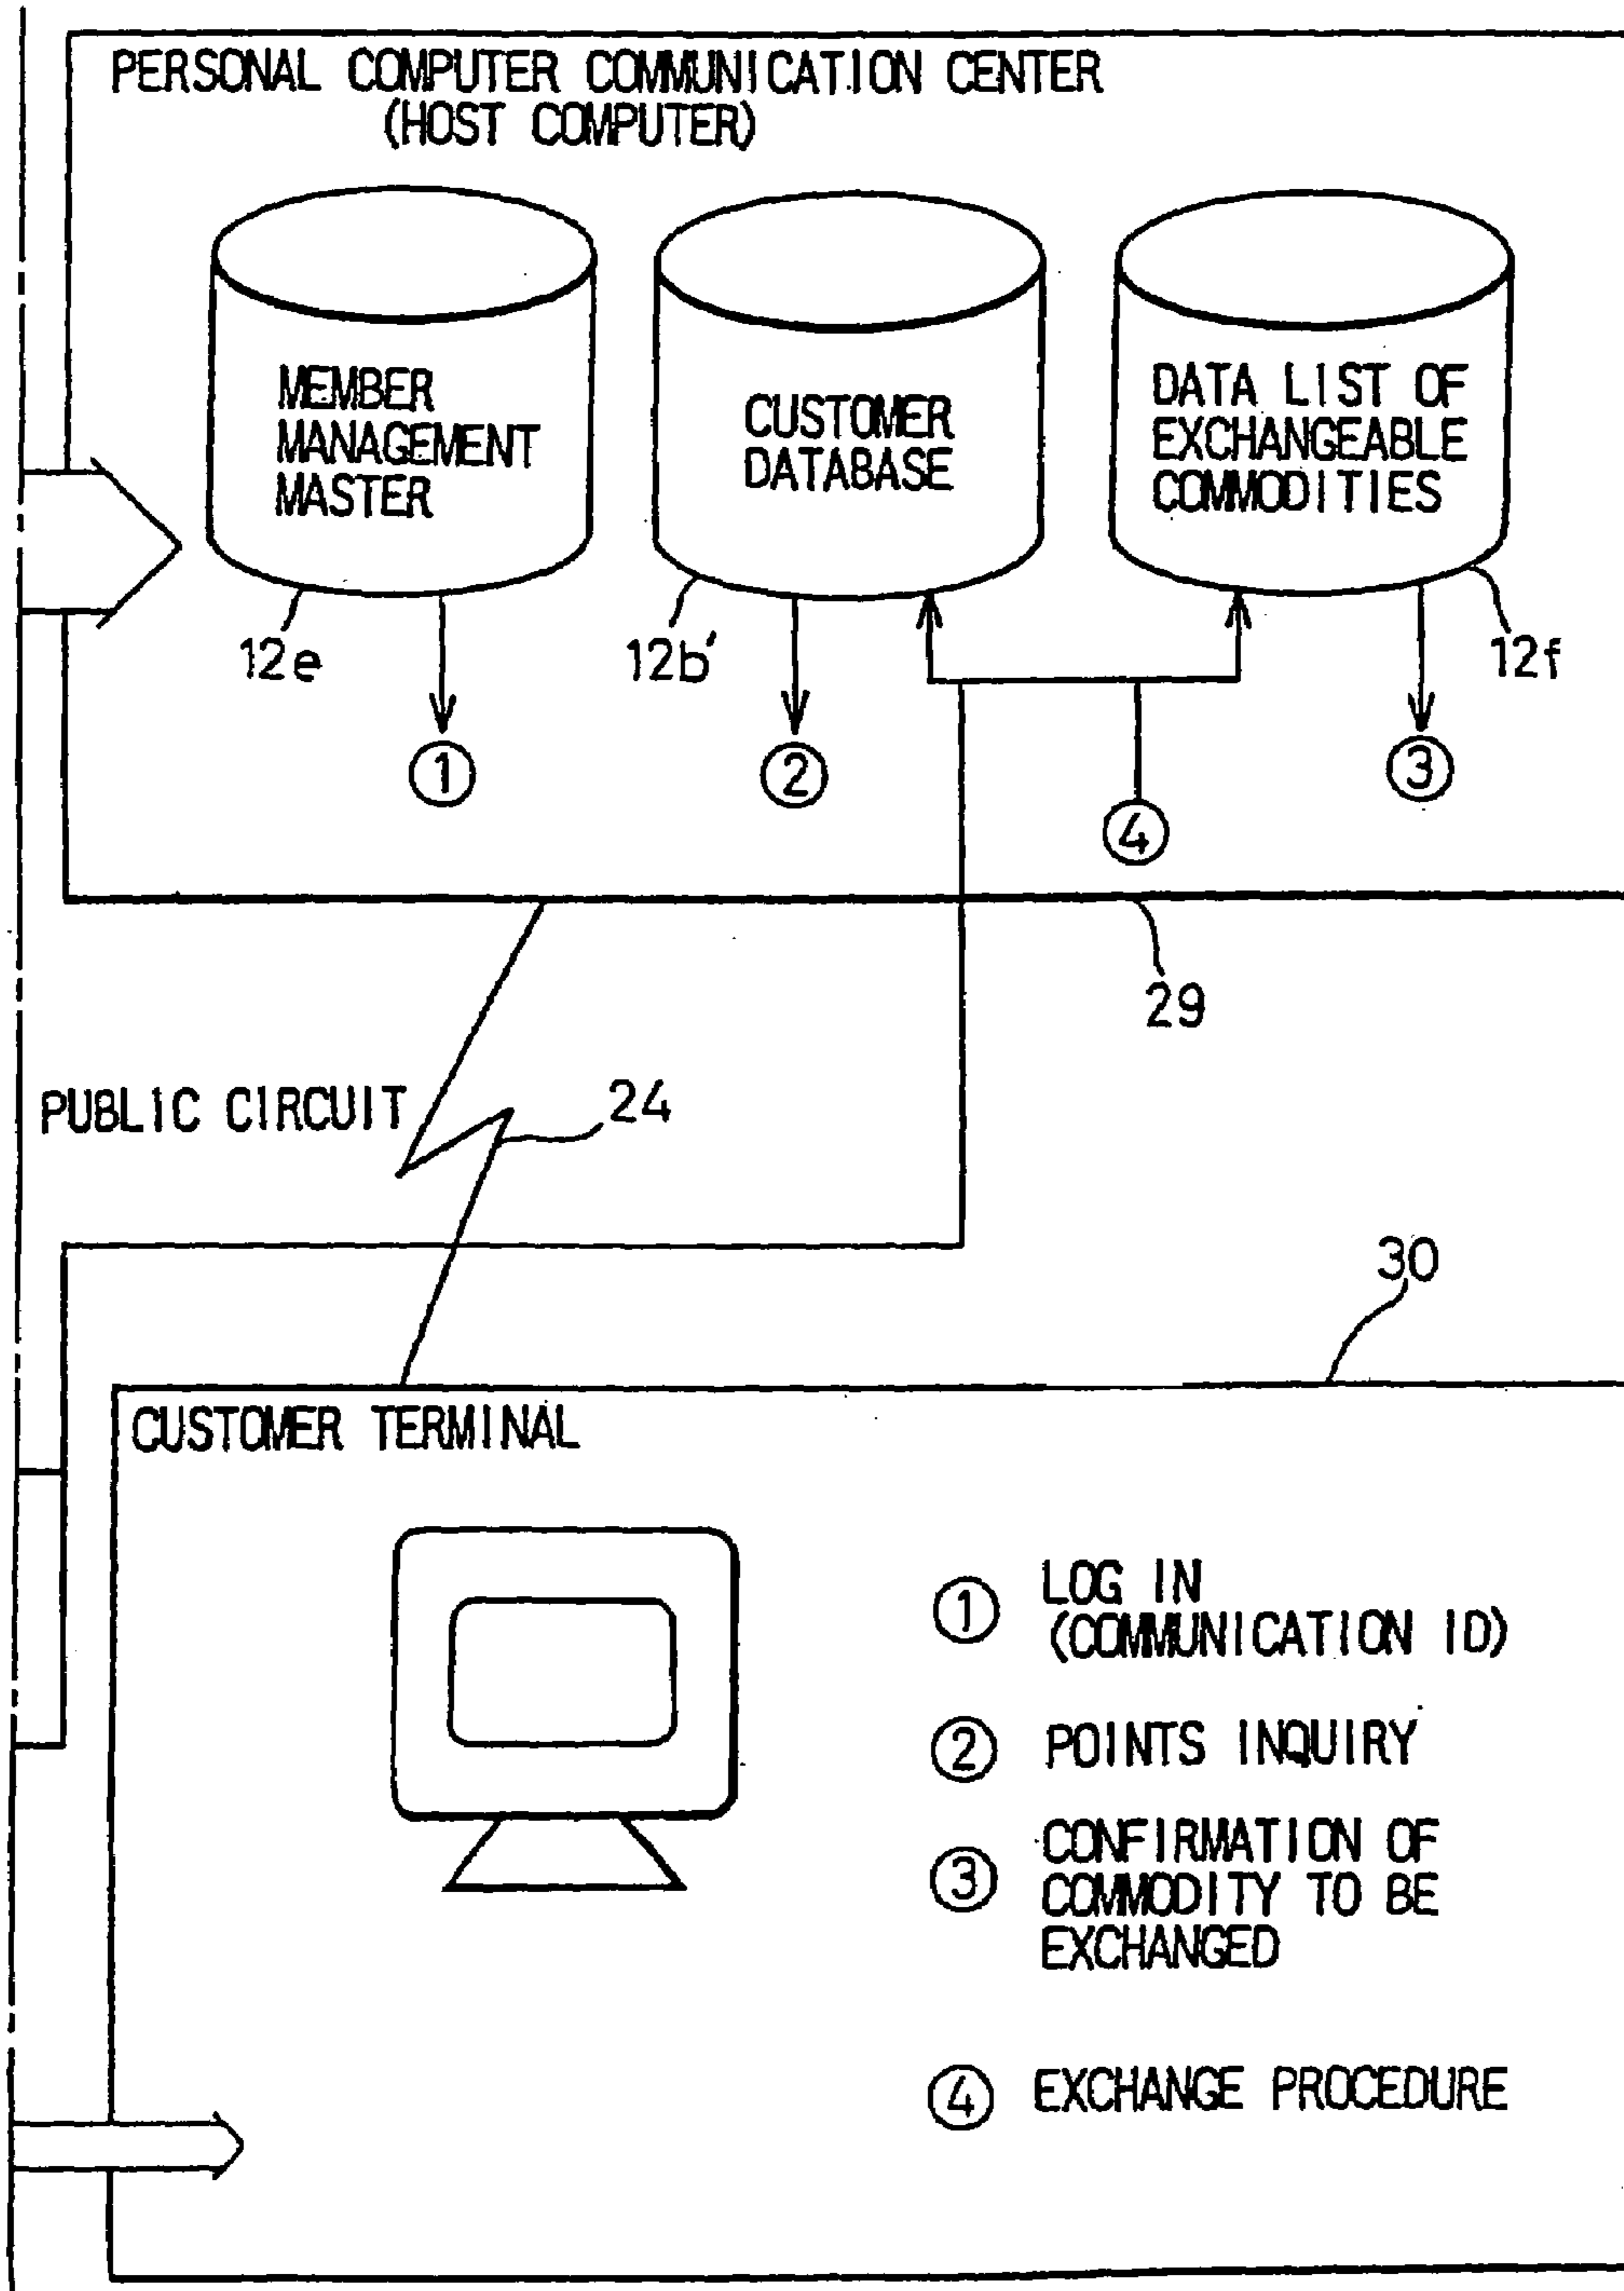 PERSONAL COMPUTER COMMUNICATION CENTER
(HOST COMPUTER)
MEMBER
MANAGEMENT
MASTER
CUSTOMER
DATABASE
DATA LIST OF
EXCHANGEABLE
COMMODITIES
12e
12b'
12f
①
②
③
④
29
PUBLIC CIRCUIT
24
30
CUSTOMER TERMINAL
① LOG IN
(COMMUNICATION ID)
② POINTS INQUIRY
③ CONFIRMATION OF
COMMODITY TO BE
EXCHANGED
④ EXCHANGE PROCEDURE